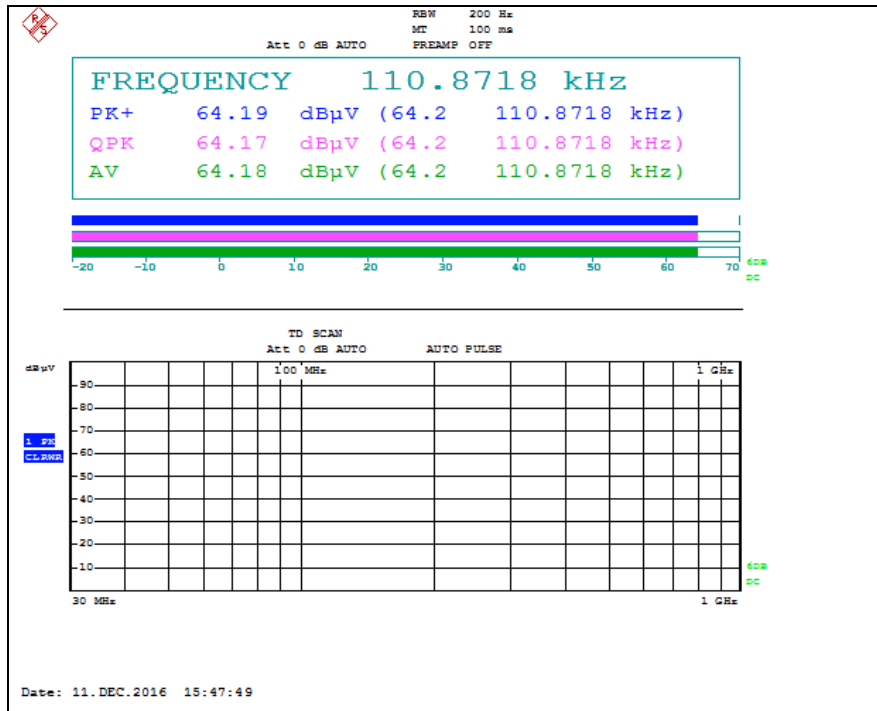 R S
RBW 200 Hz
MT 100 ms
Att 0 dB AUTO PREAMP OFF
FREQUENCY 110.8718 kHz
PK+ 64.19 dBµV (64.2 110.8718 kHz)
QPK 64.17 dBµV (64.2 110.8718 kHz)
AV 64.18 dBµV (64.2 110.8718 kHz)
-20 -10 0 10 20 30 40 50 60 70
6DB
DC
TD SCAN
Att 0 dB AUTO AUTO PULSE
dBµV
100 MHz 1 GHz
90
80
70
1 PK
CLRWR
60
50
40
30
20
10
6DB
DC
30 MHz 1 GHz
Date: 11.DEC.2016 15:47:49